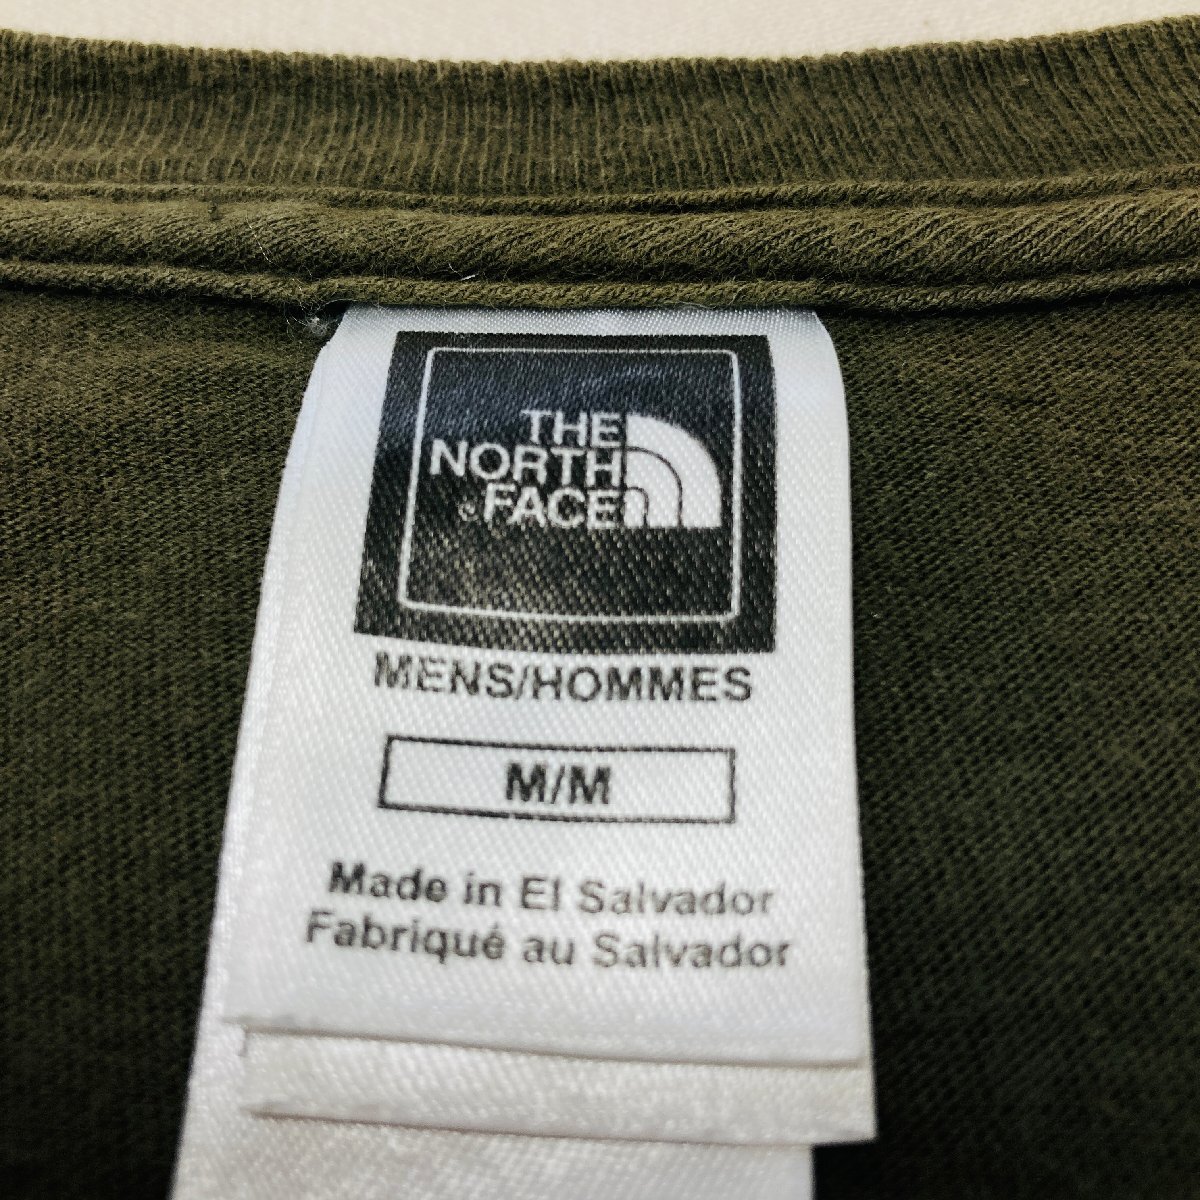 THE
NORTH
®FACE
MENS/HOMMES
M/M
Made in El Salvador
Fabriqué au Salvador